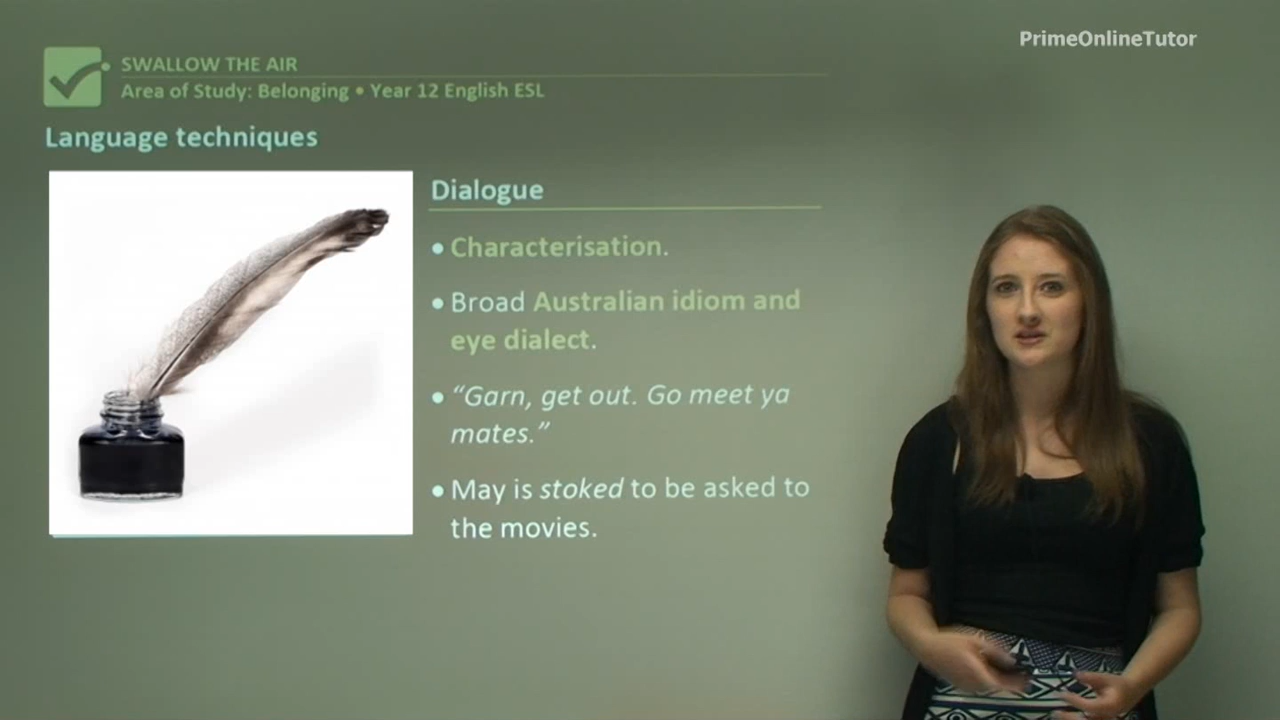 PrimeOnlineTutor
SWALLOW THE AIR
Area of Study: Belonging • Year 12 English ESL
Language techniques
Dialogue
• Characterisation.
• Broad Australian idiom and
eye dialect.
• “Garn, get out. Go meet ya
mates.”
• May is stoked to be asked to
the movies.